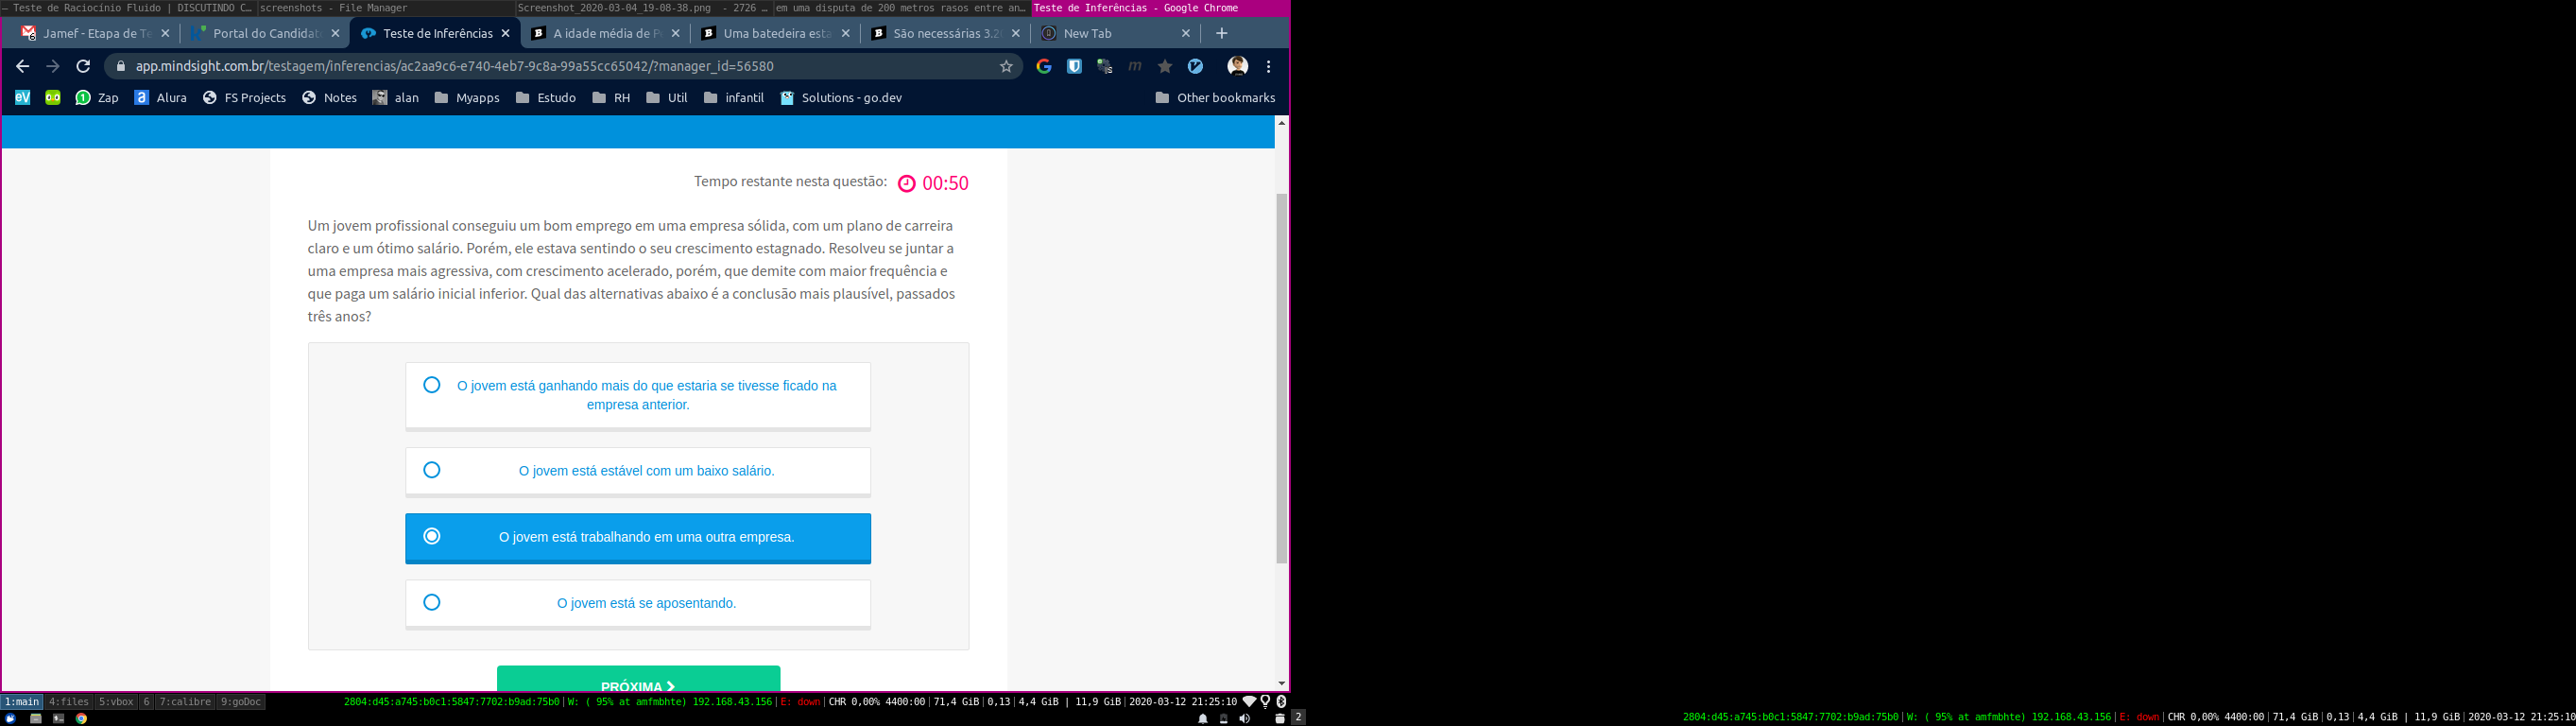 — Teste de Raciocínio Fluido | DISCUTINDO C…
screenshots - File Manager
Screenshot_2020-03-04_19-08-38.png - 2726 …
em uma disputa de 200 metros rasos entre an…
Teste de Inferências - Google Chrome
Jamef - Etapa de Te
Portal do Candidat
Teste de Inferências
A idade média de P
Uma batedeira esta
São necessárias 3.2
New Tab
app.mindsight.com.br/testagem/inferencias/ac2aa9c6-e740-4eb7-9c8a-99a55cc65042/?manager_id=56580
Zap
Alura
FS Projects
Notes
alan
Myapps
Estudo
RH
Util
infantil
Solutions - go.dev
Other bookmarks
Tempo restante nesta questão: 00:50
Um jovem profissional conseguiu um bom emprego em uma empresa sólida, com um plano de carreira
claro e um ótimo salário. Porém, ele estava sentindo o seu crescimento estagnado. Resolveu se juntar a
uma empresa mais agressiva, com crescimento acelerado, porém, que demite com maior frequência e
que paga um salário inicial inferior. Qual das alternativas abaixo é a conclusão mais plausível, passados
três anos?
O jovem está ganhando mais do que estaria se tivesse ficado na
empresa anterior.
O jovem está estável com um baixo salário.
O jovem está trabalhando em uma outra empresa.
O jovem está se aposentando.
PRÓXIMA
1:main 4:files 5:vbox 6 7:calibre 9:goDoc
2804:d45:a745:b0c1:5847:7702:b9ad:75b0 | W: ( 95% at amfmbhte) 192.168.43.156 | E: down | CHR 0,00% 4400:00 | 71,4 GiB | 0,13 | 4,4 GiB | 11,9 GiB | 2020-03-12 21:25:10
2
2804:d45:a745:b0c1:5847:7702:b9ad:75b0 | W: ( 95% at amfmbhte) 192.168.43.156 | E: down | CHR 0,00% 4400:00 | 71,4 GiB | 0,13 | 4,4 GiB | 11,9 GiB | 2020-03-12 21:25:10